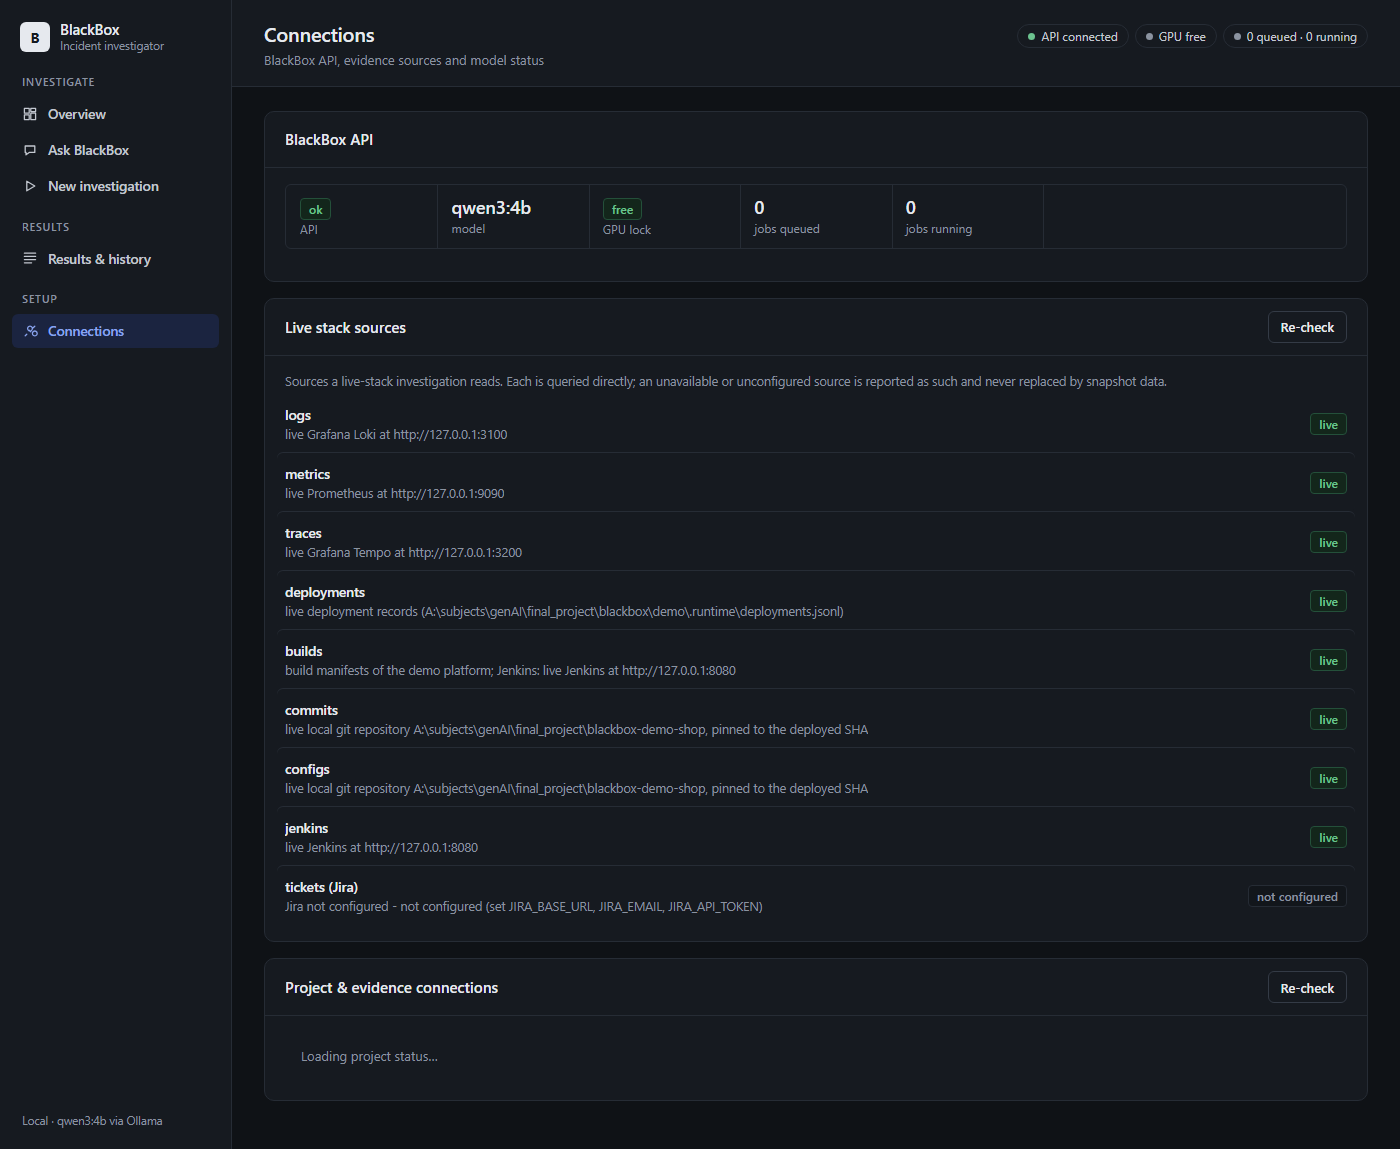 B
BlackBox
Incident investigator
INVESTIGATE
Overview
Ask BlackBox
New investigation
RESULTS
Results & history
SETUP
Connections
Local · qwen3:4b via Ollama
Connections
BlackBox API, evidence sources and model status
API connected
GPU free
0 queued · 0 running
BlackBox API
ok
API
qwen3:4b
model
free
GPU lock
0
jobs queued
0
jobs running
Live stack sources
Re-check
Sources a live-stack investigation reads. Each is queried directly; an unavailable or unconfigured source is reported as such and never replaced by snapshot data.
logs
live Grafana Loki at http://127.0.0.1:3100
live
metrics
live Prometheus at http://127.0.0.1:9090
live
traces
live Grafana Tempo at http://127.0.0.1:3200
live
deployments
live deployment records (A:\subjects\genAI\final_project\blackbox\demo\.runtime\deployments.jsonl)
live
builds
build manifests of the demo platform; Jenkins: live Jenkins at http://127.0.0.1:8080
live
commits
live local git repository A:\subjects\genAI\final_project\blackbox-demo-shop, pinned to the deployed SHA
live
configs
live local git repository A:\subjects\genAI\final_project\blackbox-demo-shop, pinned to the deployed SHA
live
jenkins
live Jenkins at http://127.0.0.1:8080
live
tickets (Jira)
Jira not configured - not configured (set JIRA_BASE_URL, JIRA_EMAIL, JIRA_API_TOKEN)
not configured
Project & evidence connections
Re-check
Loading project status...